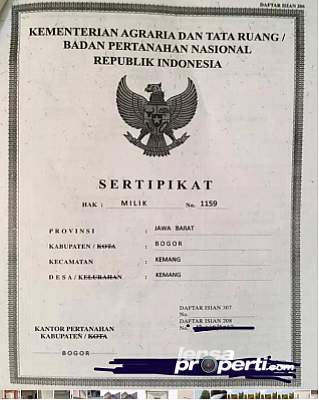 DAFTAR ISIAN 206
KEMENTERIAN AGRARIA DAN TATA RUANG /
BADAN PERTANAHAN NASIONAL
REPUBLIK INDONESIA
SERTIPIKAT
HAK : MILIK No. 1159
PROVINSI : JAWA BARAT
KABUPATEN / KOTA : BOGOR
KECAMATAN : KEMANG
DESA / KELURAHAN : KEMANG
DAFTAR ISIAN 307
No.
DAFTAR ISIAN 208
No.
KANTOR PERTANAHAN
KABUPATEN / KOTA
BOGOR
jensa
properti.com